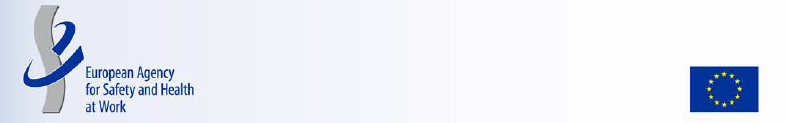 European Agency
for Safety and Health
at Work